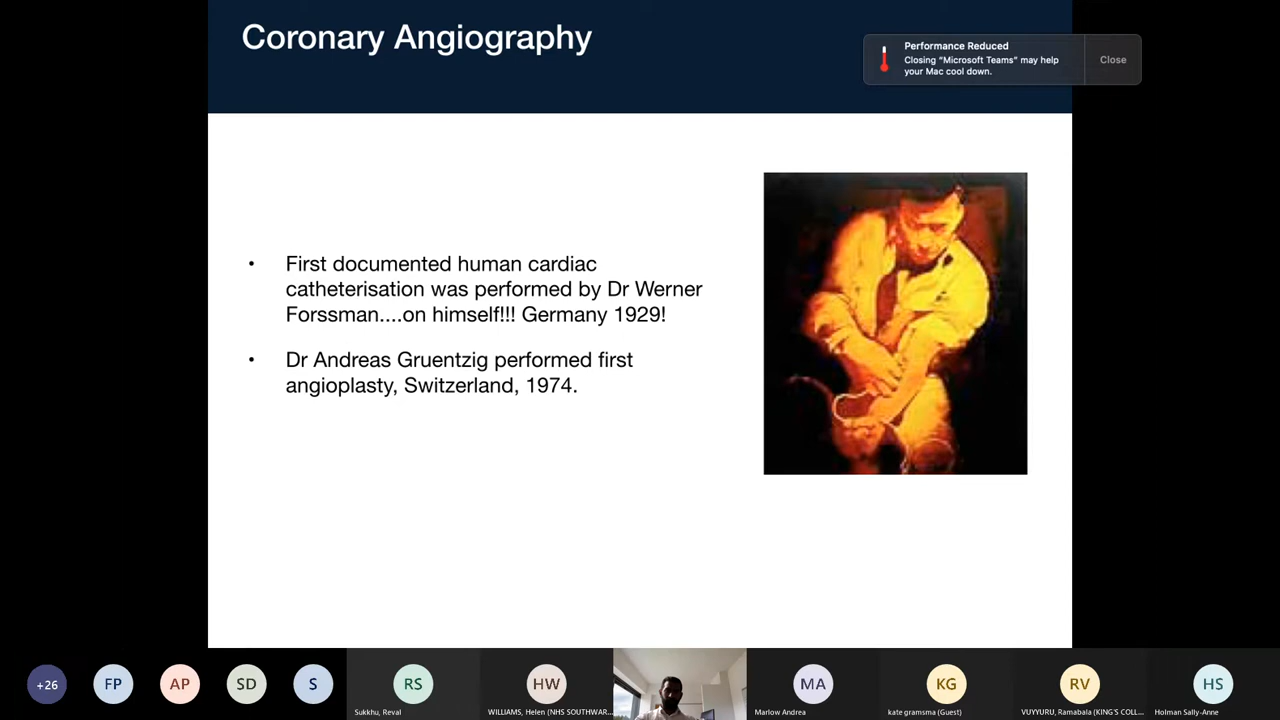 Coronary Angiography
Performance Reduced
Closing “Microsoft Teams” may help
your Mac cool down.
Close
• First documented human cardiac
catheterisation was performed by Dr Werner
Forssman....on himself!!! Germany 1929!
• Dr Andreas Gruentzig performed first
angioplasty, Switzerland, 1974.
+26
FP
AP
SD
S
RS
HW
MA
KG
RV
HS
Sukkhu, Reval
WILLIAMS, Helen (NHS SOUTHWAR...
Marlow Andrea
kate gramsma (Guest)
VUYYURU, Ramabala (KING'S COLL...
Holman Sally-Anne